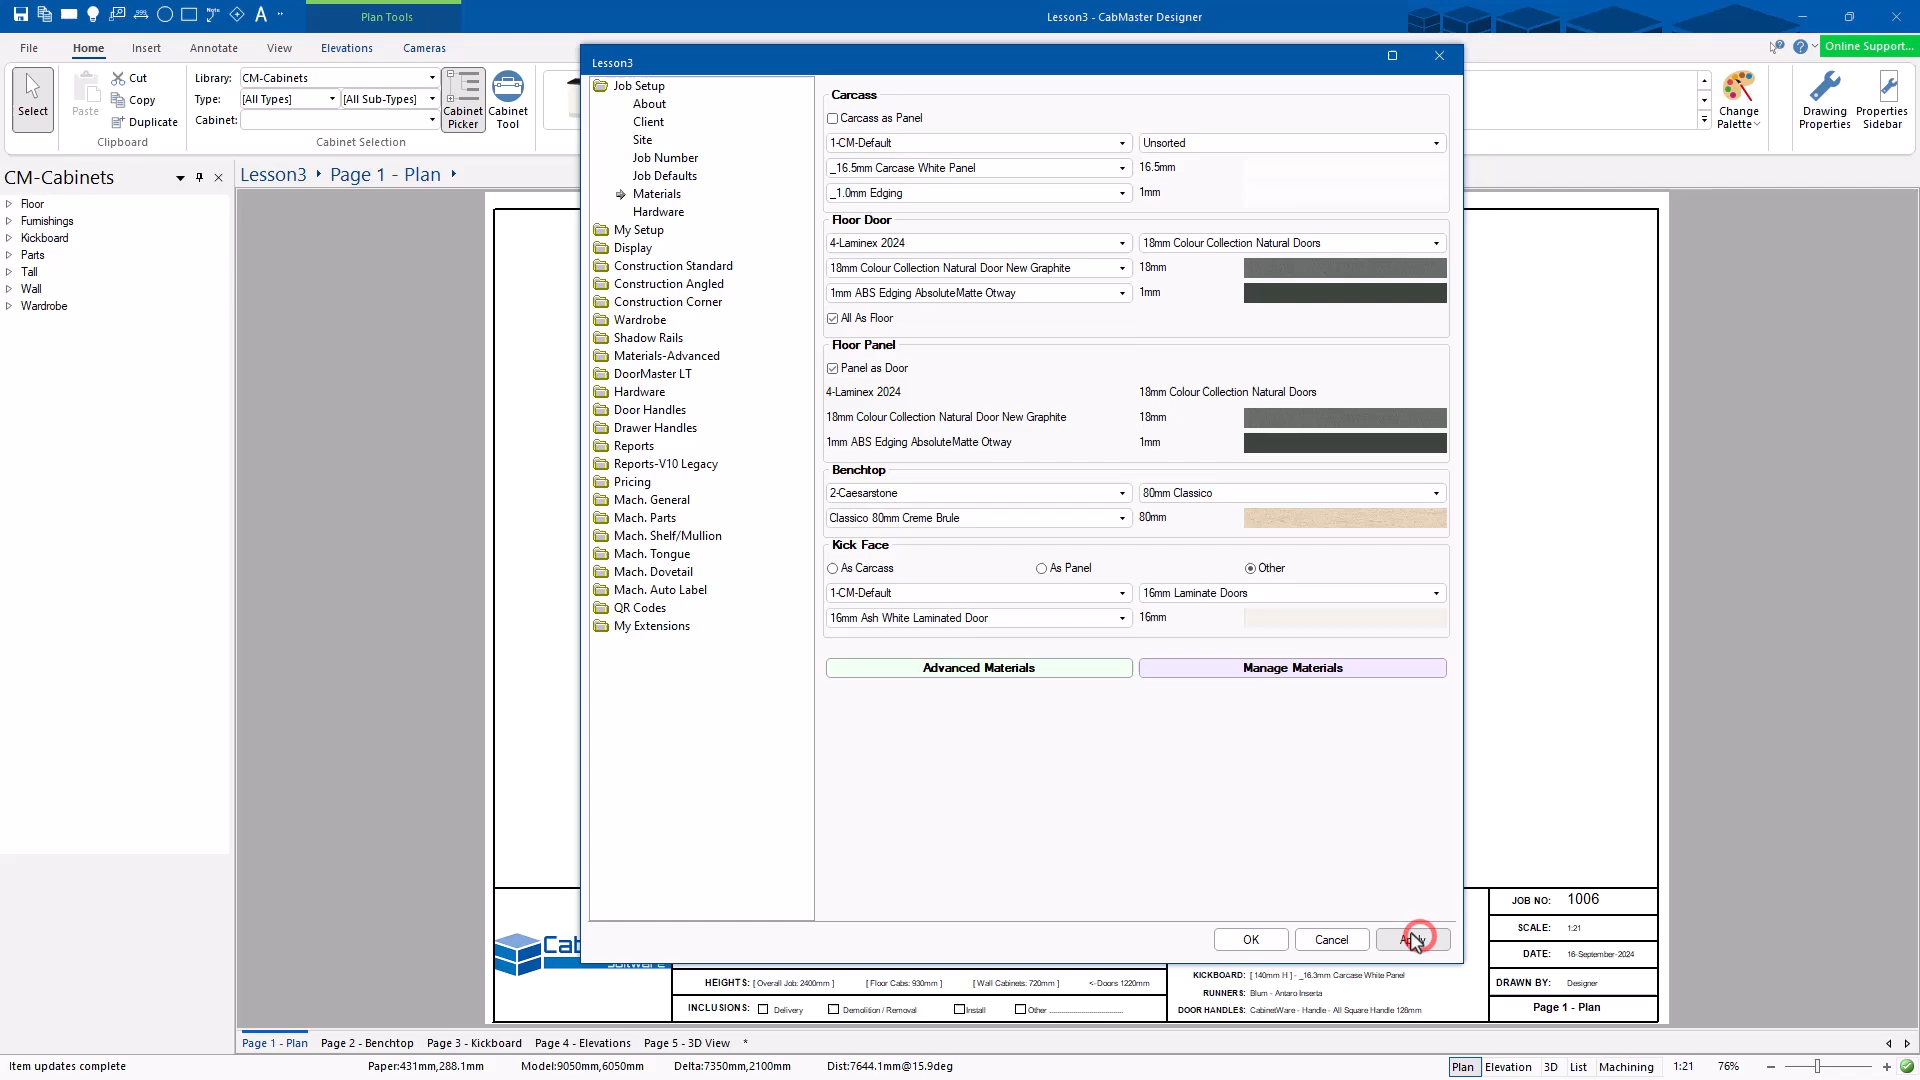 Plan Tools
Lesson3 - CabMaster Designer
File
Home
Insert
Annotate
View
Elevations
Cameras
Online Support...
Select
Paste
Cut
Copy
Duplicate
Clipboard
Library:
CM-Cabinets
Type:
[All Types]
[All Sub-Types]
Cabinet:
Cabinet Selection
Cabinet
Picker
Cabinet
Tool
Change
Palette
Drawing
Properties
Properties
Sidebar
CM-Cabinets
Floor
Furnishings
Kickboard
Parts
Tall
Wall
Wardrobe
Lesson3
Page 1 - Plan
Lesson3
Job Setup
About
Client
Site
Job Number
Job Defaults
Materials
Hardware
My Setup
Display
Construction Standard
Construction Angled
Construction Corner
Wardrobe
Shadow Rails
Materials-Advanced
DoorMaster LT
Hardware
Door Handles
Drawer Handles
Reports
Reports-V10 Legacy
Pricing
Mach. General
Mach. Parts
Mach. Shelf/Mullion
Mach. Tongue
Mach. Dovetail
Mach. Auto Label
QR Codes
My Extensions
Carcass
Carcass as Panel
1-CM-Default
Unsorted
_16.5mm Carcase White Panel
16.5mm
_1.0mm Edging
1mm
Floor Door
4-Laminex 2024
18mm Colour Collection Natural Doors
18mm Colour Collection Natural Door New Graphite
18mm
1mm ABS Edging AbsoluteMatte Otway
1mm
All As Floor
Floor Panel
Panel as Door
4-Laminex 2024
18mm Colour Collection Natural Doors
18mm Colour Collection Natural Door New Graphite
18mm
1mm ABS Edging AbsoluteMatte Otway
1mm
Benchtop
2-Caesarstone
80mm Classico
Classico 80mm Creme Brule
80mm
Kick Face
As Carcass
As Panel
Other
1-CM-Default
16mm Laminate Doors
16mm Ash White Laminated Door
16mm
Advanced Materials
Manage Materials
OK
Cancel
Apply
JOB NO: 1006
SCALE: 1:21
DATE: 16-September-2024
DRAWN BY: Designer
Page 1 - Plan
HEIGHTS: [ Overall Job: 2400mm ] [ Floor Cabs: 930mm ] [ Wall Cabinets: 720mm ] <-Doors 1220mm
INCLUSIONS: Delivery Demolition / Removal Install Other
KICKBOARD: [ 140mm H ] - _16.3mm Carcase White Panel
RUNNERS: Blum - Antaro Inserta
DOOR HANDLES: CabinetWare - Handle - All Square Handle 128mm
Page 1 - Plan
Page 2 - Benchtop
Page 3 - Kickboard
Page 4 - Elevations
Page 5 - 3D View
*
Item updates complete
Paper:431mm,288.1mm
Model:9050mm,6050mm
Delta:7350mm,2100mm
Dist:7644.1mm@15.9deg
Plan
Elevation
3D
List
Machining
1:21
76%